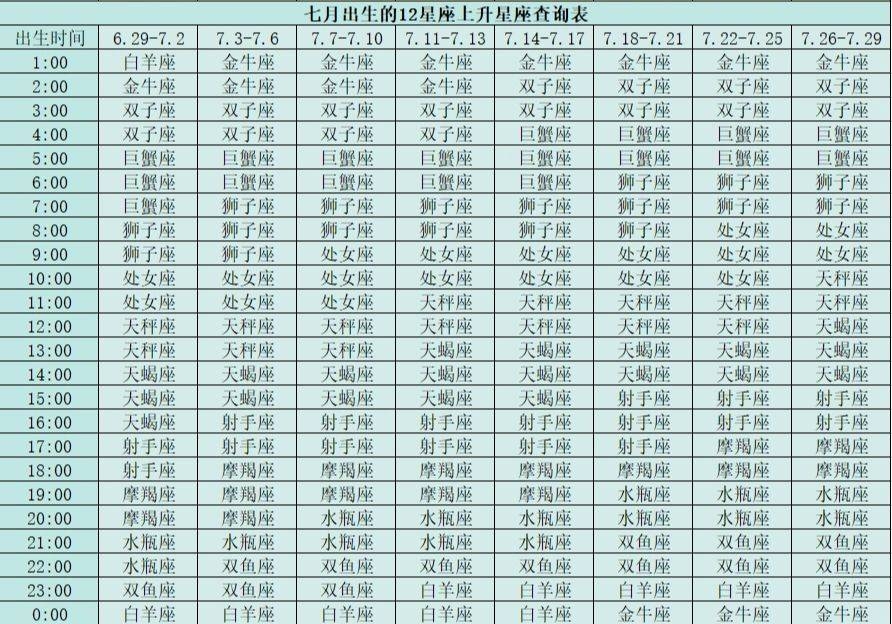 七月出生的12星座上升星座查询表
出生时间 6.29-7.2 7.3-7.6 7.7-7.10 7.11-7.13 7.14-7.17 7.18-7.21 7.22-7.25 7.26-7.29
1:00 白羊座 金牛座 金牛座 金牛座 金牛座 金牛座 金牛座 金牛座
2:00 金牛座 金牛座 金牛座 金牛座 双子座 双子座 双子座 双子座
3:00 双子座 双子座 双子座 双子座 双子座 双子座 双子座 双子座
4:00 双子座 双子座 双子座 双子座 巨蟹座 巨蟹座 巨蟹座 巨蟹座
5:00 巨蟹座 巨蟹座 巨蟹座 巨蟹座 巨蟹座 巨蟹座 巨蟹座 巨蟹座
6:00 巨蟹座 巨蟹座 巨蟹座 巨蟹座 巨蟹座 狮子座 狮子座 狮子座
7:00 巨蟹座 狮子座 狮子座 狮子座 狮子座 狮子座 狮子座 狮子座
8:00 狮子座 狮子座 狮子座 狮子座 狮子座 狮子座 处女座 处女座
9:00 狮子座 狮子座 处女座 处女座 处女座 处女座 处女座 处女座
10:00 处女座 处女座 处女座 处女座 处女座 处女座 处女座 天秤座
11:00 处女座 处女座 处女座 天秤座 天秤座 天秤座 天秤座 天秤座
12:00 天秤座 天秤座 天秤座 天秤座 天秤座 天秤座 天秤座 天蝎座
13:00 天秤座 天秤座 天秤座 天蝎座 天蝎座 天蝎座 天蝎座 天蝎座
14:00 天蝎座 天蝎座 天蝎座 天蝎座 天蝎座 天蝎座 天蝎座 天蝎座
15:00 天蝎座 天蝎座 天蝎座 天蝎座 天蝎座 射手座 射手座 射手座
16:00 天蝎座 射手座 射手座 射手座 射手座 射手座 射手座 射手座
17:00 射手座 射手座 射手座 射手座 射手座 射手座 摩羯座 摩羯座
18:00 射手座 摩羯座 摩羯座 摩羯座 摩羯座 摩羯座 摩羯座 摩羯座
19:00 摩羯座 摩羯座 摩羯座 摩羯座 摩羯座 水瓶座 水瓶座 水瓶座
20:00 摩羯座 摩羯座 水瓶座 水瓶座 水瓶座 水瓶座 水瓶座 水瓶座
21:00 水瓶座 水瓶座 水瓶座 水瓶座 水瓶座 双鱼座 双鱼座 双鱼座
22:00 水瓶座 双鱼座 双鱼座 双鱼座 双鱼座 双鱼座 双鱼座 双鱼座
23:00 双鱼座 双鱼座 双鱼座 白羊座 白羊座 白羊座 白羊座 白羊座
0:00 白羊座 白羊座 白羊座 白羊座 白羊座 金牛座 金牛座 金牛座